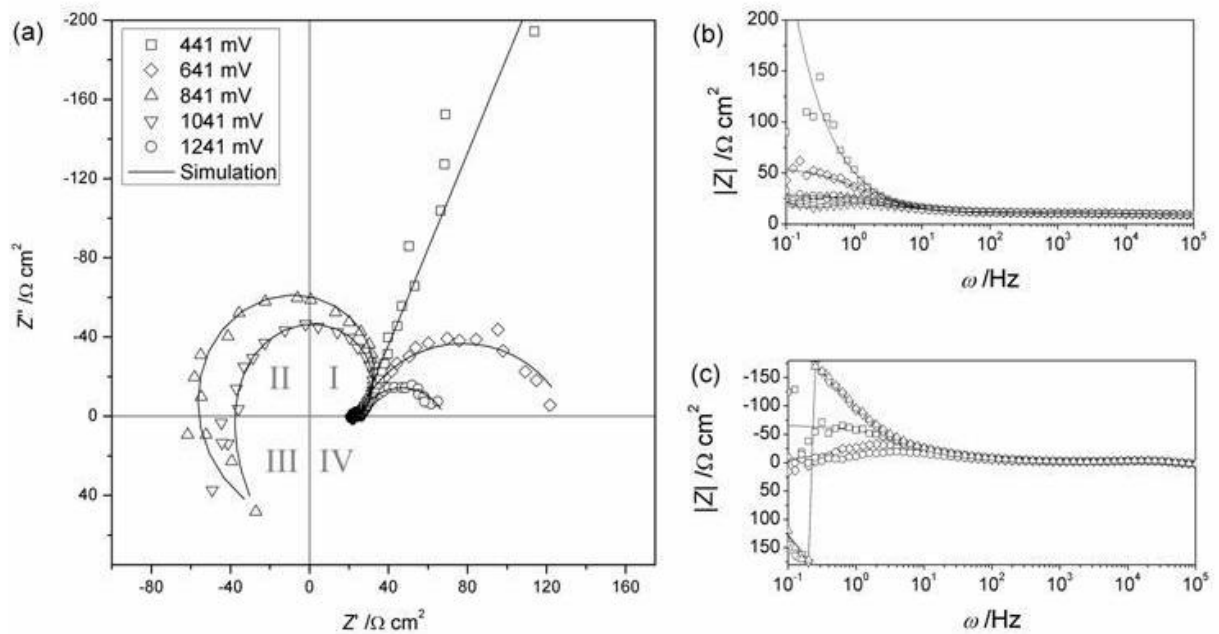 (a)
-200
-160
-120
-80
-40
0
40
Z'' /Ω cm²
441 mV
641 mV
841 mV
1041 mV
1241 mV
Simulation
II
I
III
IV
-80
-40
0
40
80
120
160
Z' /Ω cm²
(b)
200
150
100
50
0
|Z| /Ω cm²
10⁻¹
10⁰
10¹
10²
10³
10⁴
10⁵
ω /Hz
(c)
-150
-100
-50
0
50
100
150
|Z| /Ω cm²
10⁻¹
10⁰
10¹
10²
10³
10⁴
10⁵
ω /Hz